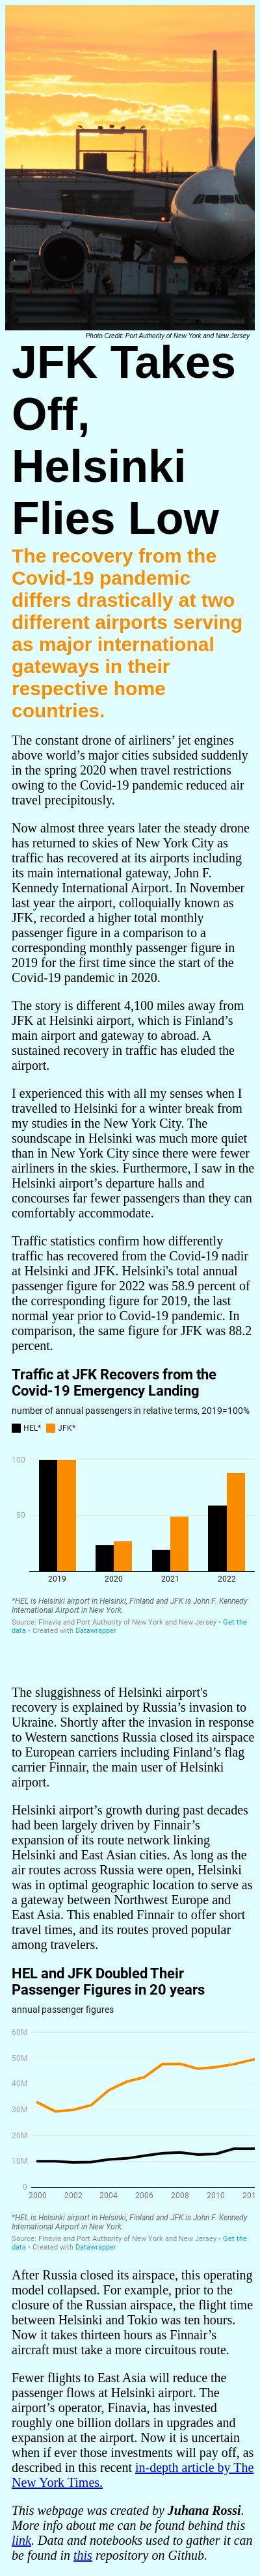 91
Photo Credit: Port Authority of New York and New Jersey
JFK Takes
Off,
Helsinki
Flies Low
The recovery from the
Covid-19 pandemic
differs drastically at two
different airports serving
as major international
gateways in their
respective home
countries.
The constant drone of airliners’ jet engines
above world’s major cities subsided suddenly
in the spring 2020 when travel restrictions
owing to the Covid-19 pandemic reduced air
travel precipitously.
Now almost three years later the steady drone
has returned to skies of New York City as
traffic has recovered at its airports including
its main international gateway, John F.
Kennedy International Airport. In November
last year the airport, colloquially known as
JFK, recorded a higher total monthly
passenger figure in a comparison to a
corresponding monthly passenger figure in
2019 for the first time since the start of the
Covid-19 pandemic in 2020.
The story is different 4,100 miles away from
JFK at Helsinki airport, which is Finland’s
main airport and gateway to abroad. A
sustained recovery in traffic has eluded the
airport.
I experienced this with all my senses when I
travelled to Helsinki for a winter break from
my studies in the New York City. The
soundscape in Helsinki was much more quiet
than in New York City since there were fewer
airliners in the skies. Furthermore, I saw in the
Helsinki airport’s departure halls and
concourses far fewer passengers than they can
comfortably accommodate.
Traffic statistics confirm how differently
traffic has recovered from the Covid-19 nadir
at Helsinki and JFK. Helsinki's total annual
passenger figure for 2022 was 58.9 percent of
the corresponding figure for 2019, the last
normal year prior to Covid-19 pandemic. In
comparison, the same figure for JFK was 88.2
percent.
Traffic at JFK Recovers from the
Covid-19 Emergency Landing
number of annual passengers in relative terms, 2019=100%
HEL* JFK*
100
50
2019 2020 2021 2022
*HEL is Helsinki airport in Helsinki, Finland and JFK is John F. Kennedy
International Airport in New York.
Source: Finavia and Port Authority of New York and New Jersey • Get the
data • Created with Datawrapper
The sluggishness of Helsinki airport's
recovery is explained by Russia’s invasion to
Ukraine. Shortly after the invasion in response
to Western sanctions Russia closed its airspace
to European carriers including Finland’s flag
carrier Finnair, the main user of Helsinki
airport.
Helsinki airport’s growth during past decades
had been largely driven by Finnair’s
expansion of its route network linking
Helsinki and East Asian cities. As long as the
air routes across Russia were open, Helsinki
was in optimal geographic location to serve as
a gateway between Northwest Europe and
East Asia. This enabled Finnair to offer short
travel times, and its routes proved popular
among travelers.
HEL and JFK Doubled Their
Passenger Figures in 20 years
annual passenger figures
60M
50M
40M
30M
20M
10M
0
2000 2002 2004 2006 2008 2010 201
*HEL is Helsinki airport in Helsinki, Finland and JFK is John F. Kennedy
International Airport in New York.
Source: Finavia and Port Authority of New York and New Jersey • Get the
data • Created with Datawrapper
After Russia closed its airspace, this operating
model collapsed. For example, prior to the
closure of the Russian airspace, the flight time
between Helsinki and Tokio was ten hours.
Now it takes thirteen hours as Finnair’s
aircraft must take a more circuitous route.
Fewer flights to East Asia will reduce the
passenger flows at Helsinki airport. The
airport’s operator, Finavia, has invested
roughly one billion dollars in upgrades and
expansion at the airport. Now it is uncertain
when if ever those investments will pay off, as
described in this recent in-depth article by The
New York Times.
This webpage was created by Juhana Rossi.
More info about me can be found behind this
link. Data and notebooks used to gather it can
be found in this repository on Github.